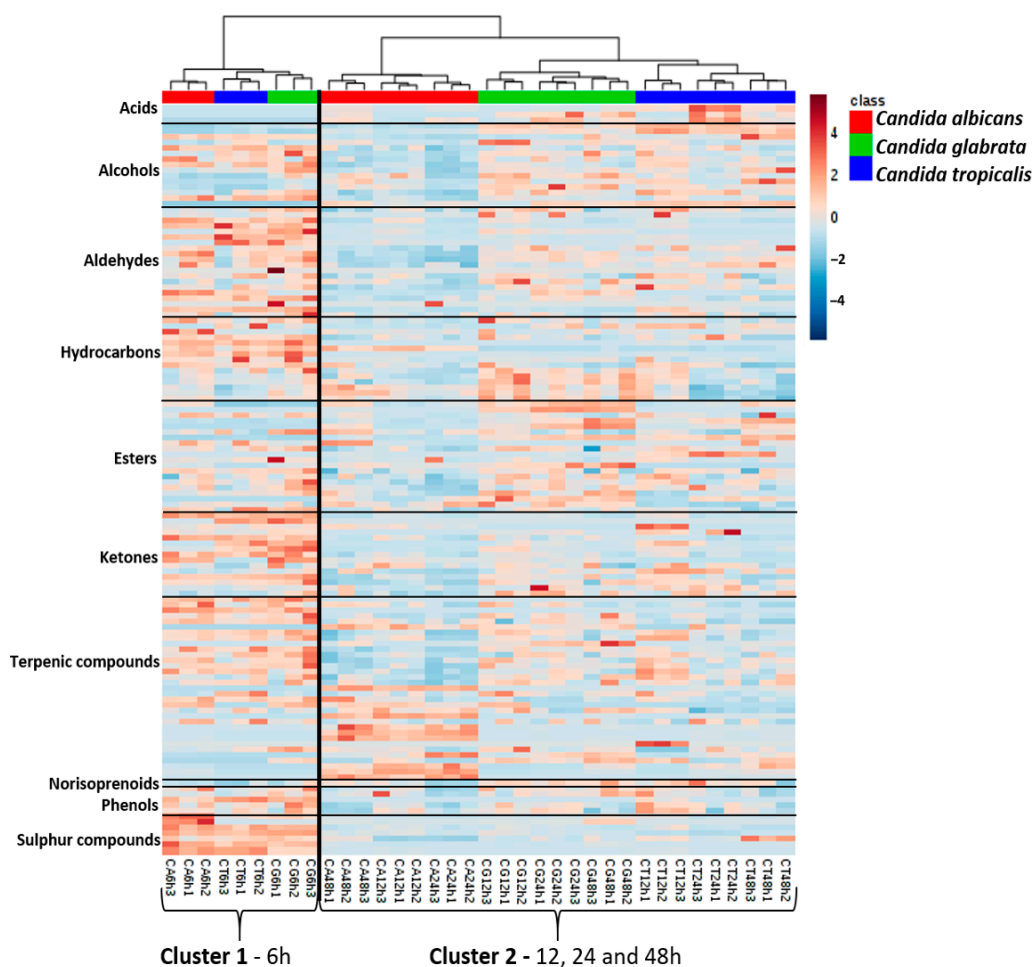 class
Candida albicans
Candida glabrata
Candida tropicalis
4
2
0
−2
−4
Acids
Alcohols
Aldehydes
Hydrocarbons
Esters
Ketones
Terpenic compounds
Norisoprenoids
Phenols
Sulphur compounds
CA6h3
CA6h1
CA6h2
CT6h3
CT6h1
CT6h2
CG6h1
CG6h2
CG6h3
CA48h1
CA48h2
CA48h3
CA12h3
CA12h1
CA12h2
CA24h3
CA24h1
CA24h2
CG12h3
CG12h1
CG12h2
CG24h1
CG24h2
CG24h3
CG48h3
CG48h1
CG48h2
CT12h1
CT12h2
CT12h3
CT24h3
CT24h1
CT24h2
CT48h3
CT48h1
CT48h2
Cluster 1 - 6h
Cluster 2 - 12, 24 and 48h